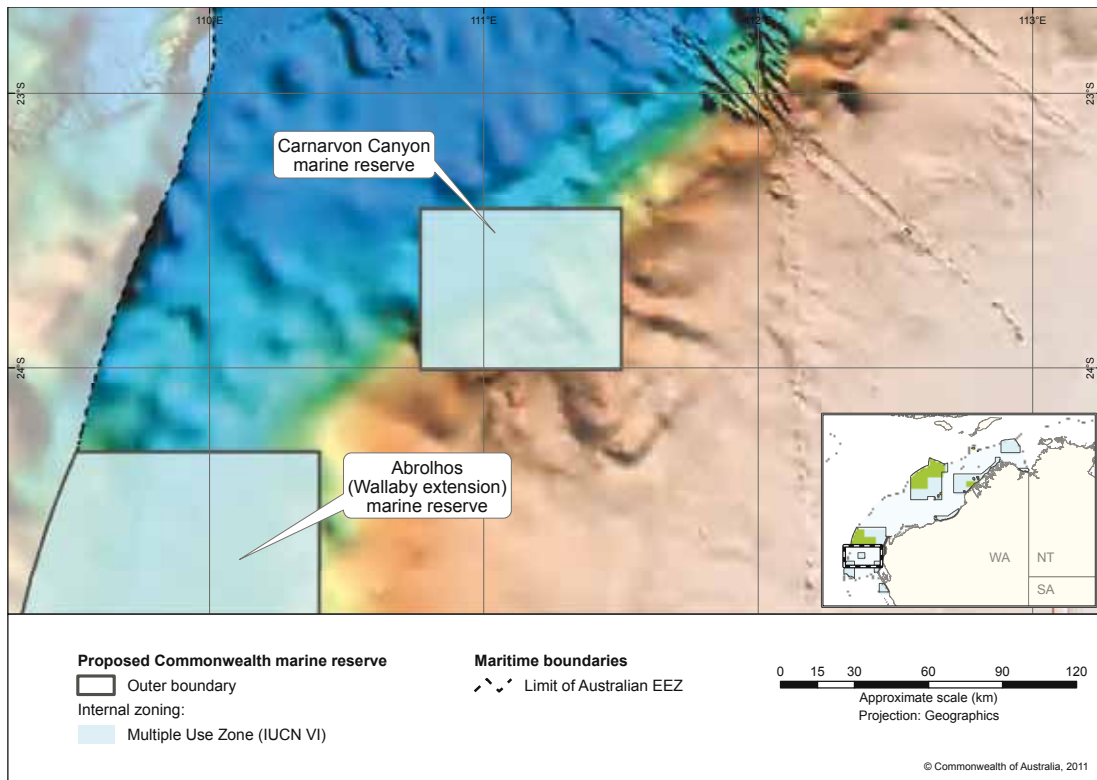 110°E
111°E
112°E
113°E
23°S
23°S
Carnarvon Canyon
marine reserve
24°S
24°S
Abrolhos
(Wallaby extension)
marine reserve
WA
NT
SA
Proposed Commonwealth marine reserve
Outer boundary
Internal zoning:
Multiple Use Zone (IUCN VI)
Maritime boundaries
Limit of Australian EEZ
0 15 30 60 90 120
Approximate scale (km)
Projection: Geographics
© Commonwealth of Australia, 2011